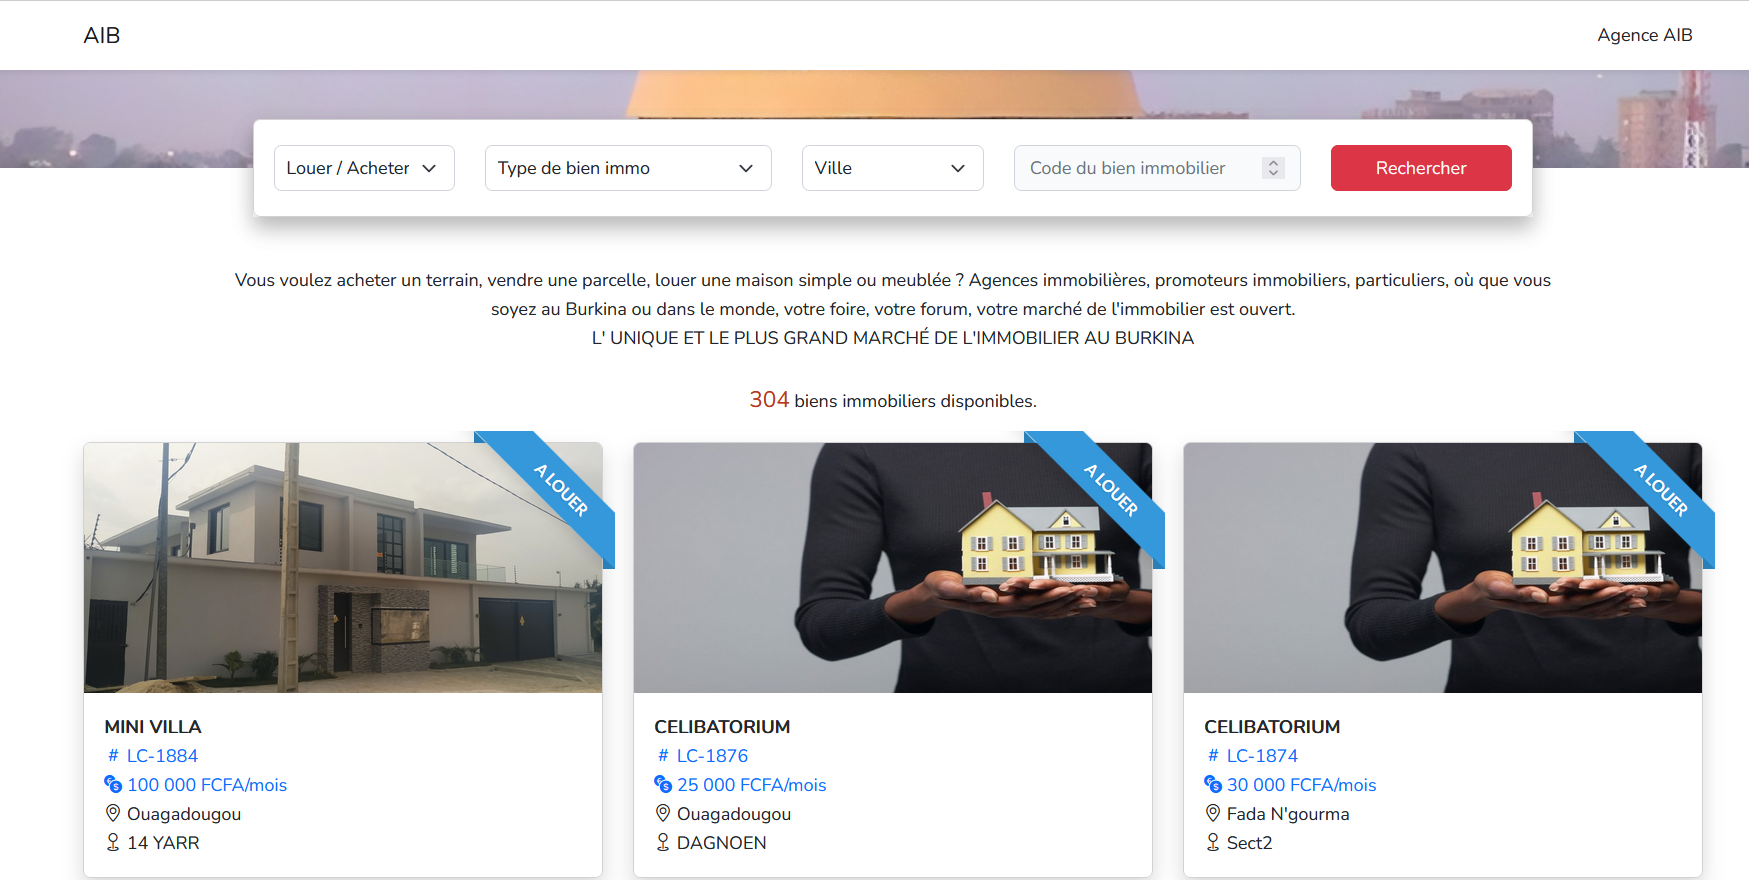 AIB
Agence AIB
Louer / Acheter
Type de bien immo
Ville
Code du bien immobilier
Rechercher
Vous voulez acheter un terrain, vendre une parcelle, louer une maison simple ou meublée ? Agences immobilières, promoteurs immobiliers, particuliers, où que vous
soyez au Burkina ou dans le monde, votre foire, votre forum, votre marché de l'immobilier est ouvert.
L' UNIQUE ET LE PLUS GRAND MARCHÉ DE L'IMMOBILIER AU BURKINA
304 biens immobiliers disponibles.
A LOUER
MINI VILLA
# LC-1884
100 000 FCFA/mois
Ouagadougou
14 YARR
A LOUER
CELIBATORIUM
# LC-1876
25 000 FCFA/mois
Ouagadougou
DAGNOEN
A LOUER
CELIBATORIUM
# LC-1874
30 000 FCFA/mois
Fada N'gourma
Sect2